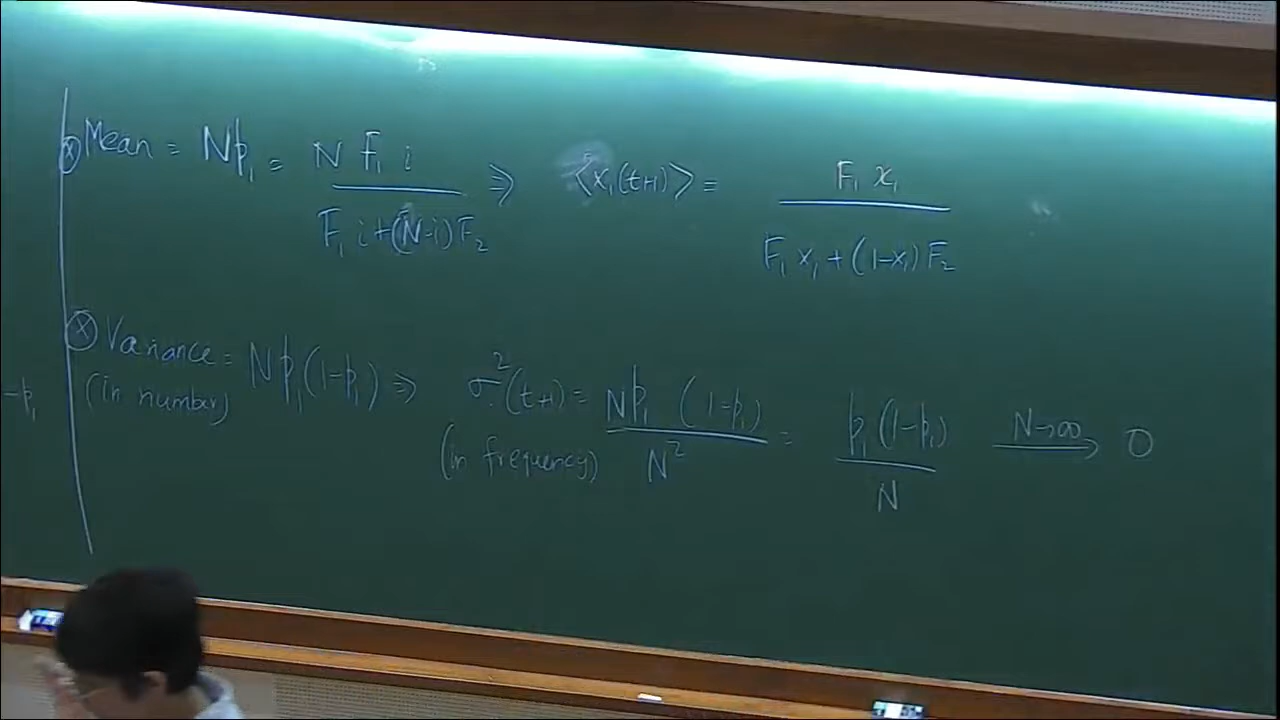 ⊗ Mean = Np₁ = N F₁ i / (F₁ i + (N-i) F₂) ⇒ ⟨x₁(t+1)⟩ = F₁ x₁ / (F₁ x₁ + (1-x₁) F₂)
⊗ Variance = Np₁(1-p₁) ⇒ σ²(t+1) = Np₁ (1-p₁) / N² = p₁(1-p₁) / N N→∞ → 0
(in number) (in frequency)
-p₁